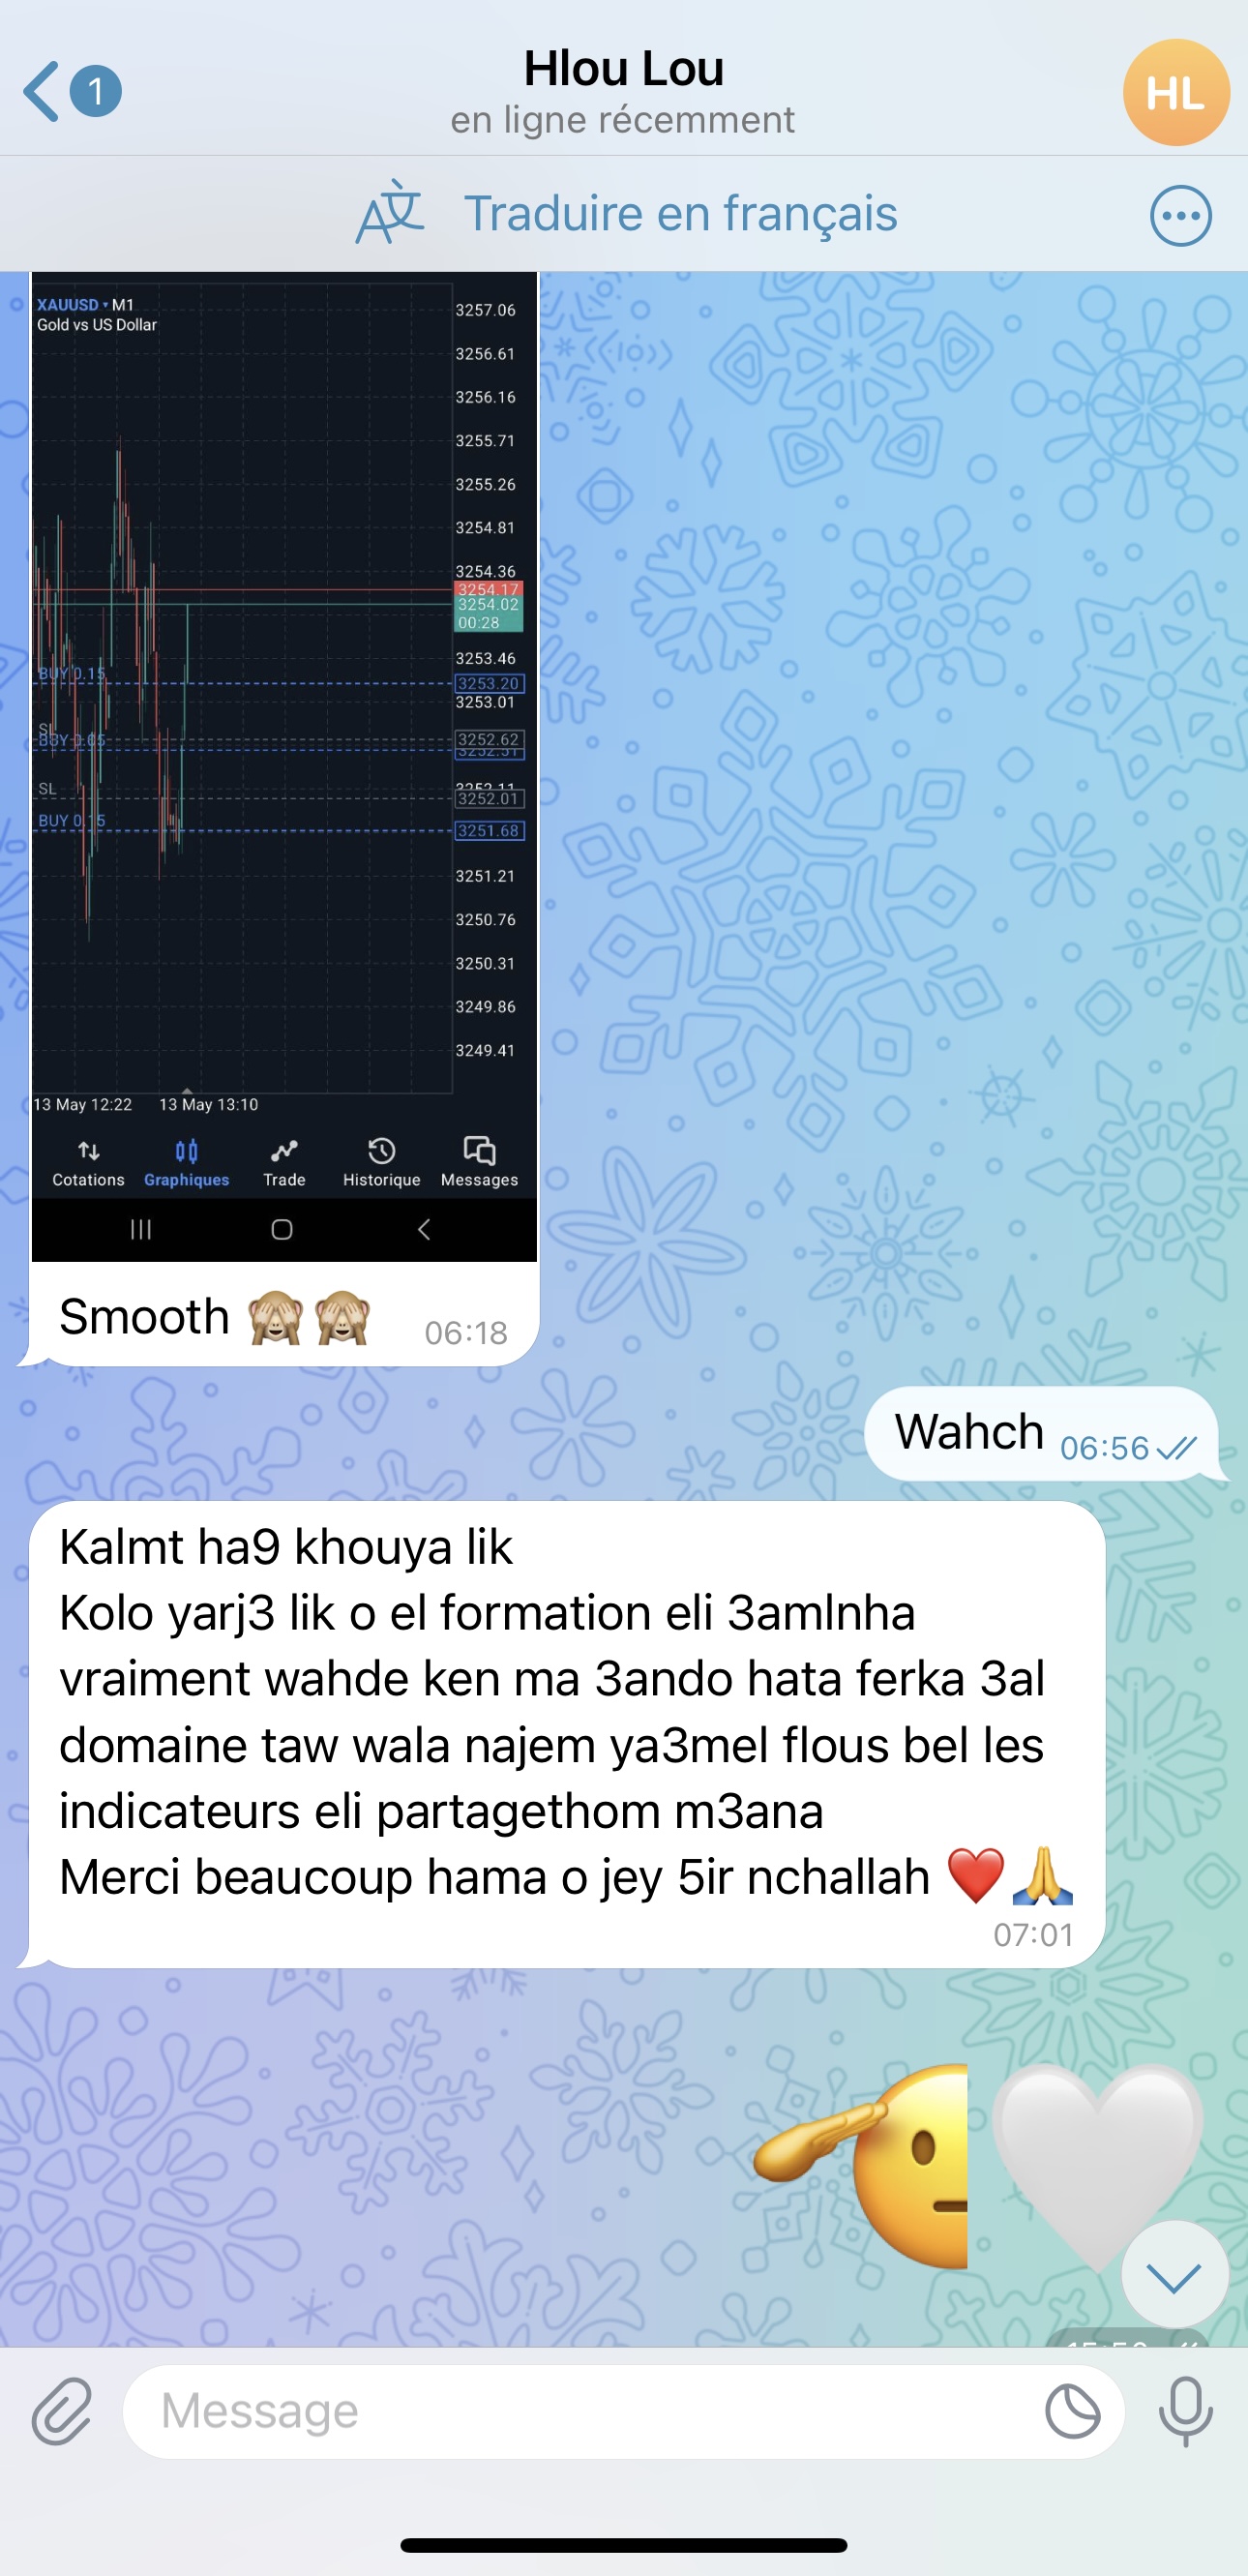 1
Hlou Lou
en ligne récemment
HL
Traduire en français
XAUUSD M1
Gold vs US Dollar
3257.06
3256.61
3256.16
3255.71
3255.26
3254.81
3254.36
3254.17
3254.02
00:28
3253.46
BUY 0.15
3253.20
3253.01
SL
3252.62
SL
3252.01
BUY 0.15
3251.68
3251.21
3250.76
3250.31
3249.86
3249.41
13 May 12:22 13 May 13:10
Cotations Graphiques Trade Historique Messages
Smooth 🙈🙈 06:18
Wahch 06:56
Kalmt ha9 khouya lik
Kolo yarj3 lik o el formation eli 3amlnha
vraiment wahde ken ma 3ando hata ferka 3al
domaine taw wala najem ya3mel flous bel les
indicateurs eli partagethom m3ana
Merci beaucoup hama o jey 5ir nchallah ❤️🙏
07:01
Message